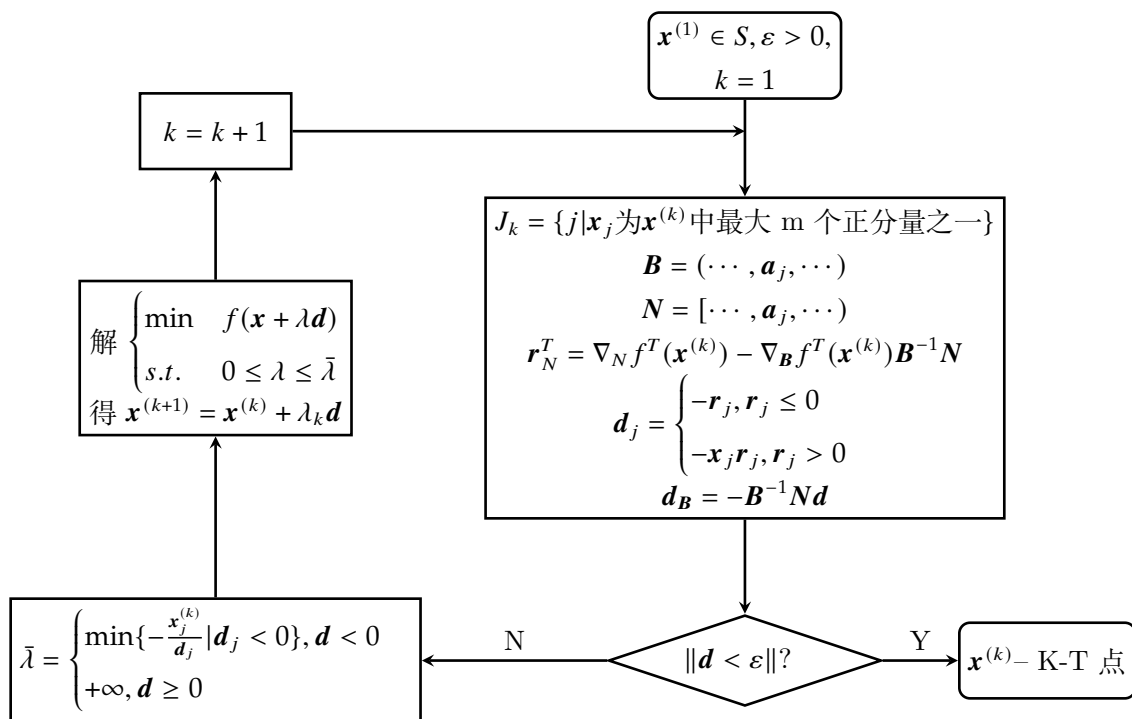 x^{(1)} ∈ S, ε > 0,
k = 1
k = k + 1
J_k = {j|x_j为x^{(k)}中最大 m 个正分量之一}
B = (⋯ , a_j, ⋯)
N = [⋯ , a_j, ⋯)
r_N^T = ∇_N f^T(x^{(k)}) − ∇_B f^T(x^{(k)})B^{−1}N
d_j = { −r_j, r_j ≤ 0
−x_j r_j, r_j > 0
d_B = −B^{−1}Nd
解 { min f(x + λd)
s.t. 0 ≤ λ ≤ λ̄
得 x^{(k+1)} = x^{(k)} + λ_k d
λ̄ = { min{−\frac{x_j^{(k)}}{d_j}|d_j < 0}, d < 0
+∞, d ≥ 0
N
‖d < ε‖?
Y
x^{(k)}– K-T 点